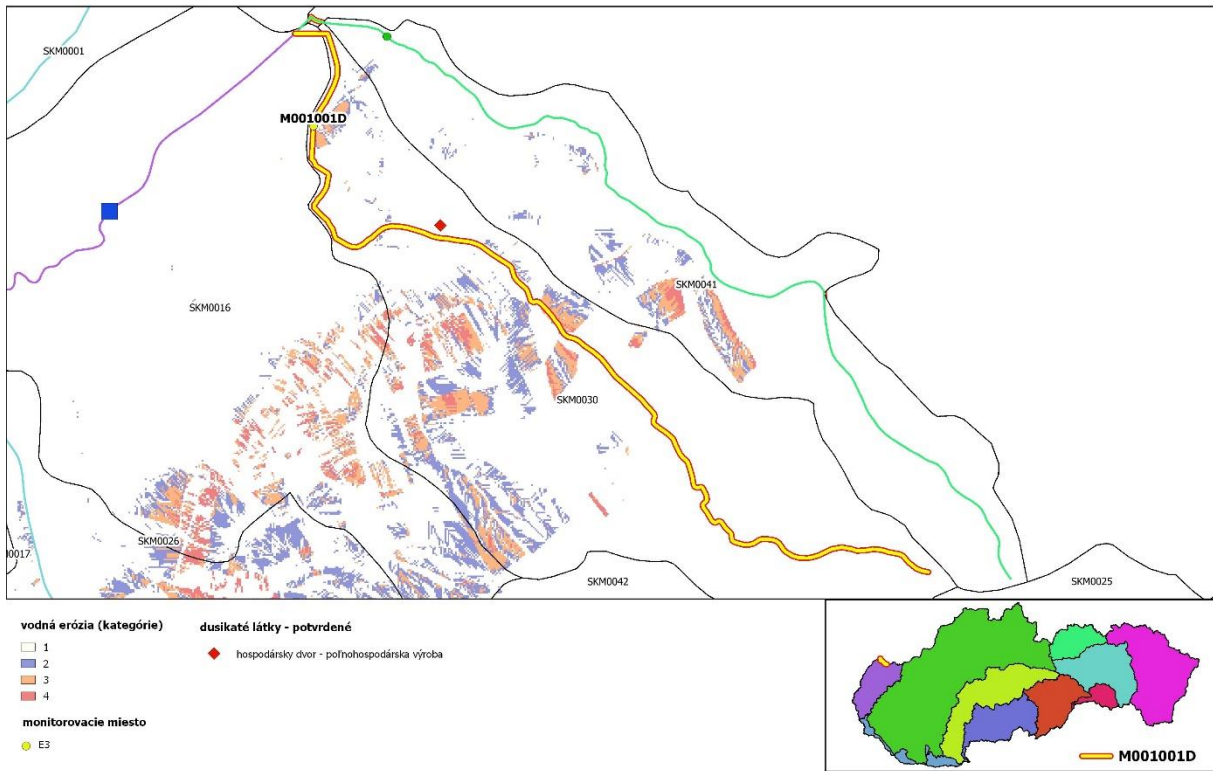 SKM0001
M001001D
SKM0016
SKM0041
SKM0030
SKM0026
0017
SKM0042
SKM0025
vodná erózia (kategórie)
1
2
3
4
monitorovacie miesto
E3
dusikaté látky - potvrdené
hospodársky dvor - poľnohospodárska výroba
M001001D